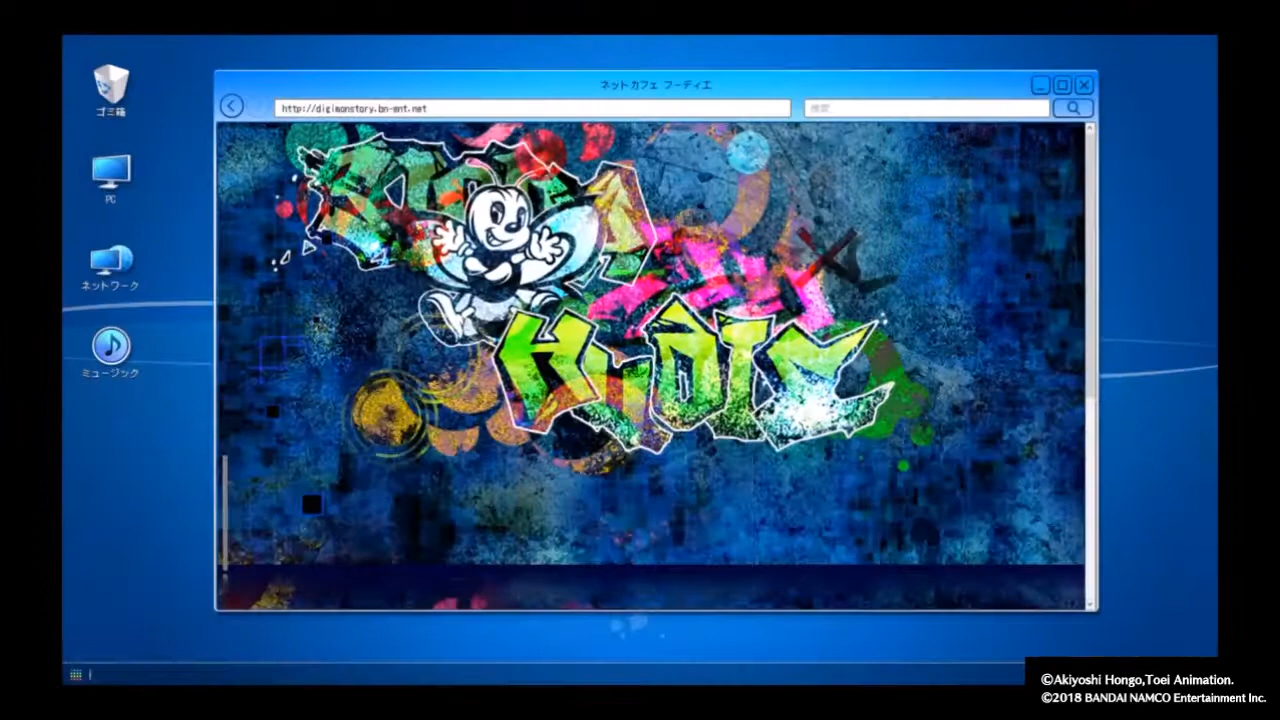 ゴミ箱
PC
ネットワーク
ミュージック
ネットカフェ フーディエ
http://digimonstory.bn-ent.net
検索
©Akiyoshi Hongo,Toei Animation.
©2018 BANDAI NAMCO Entertainment Inc.